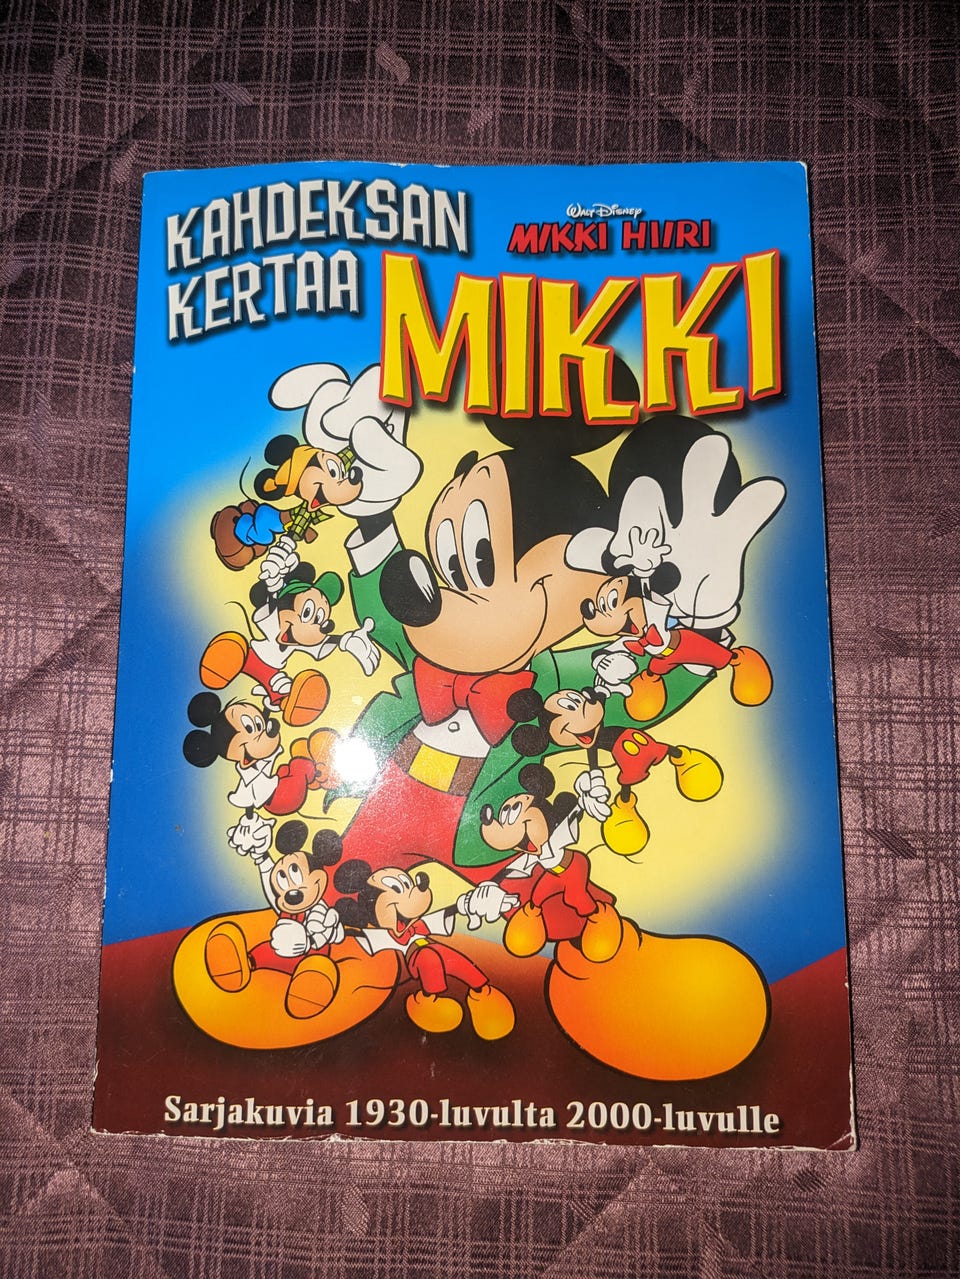 KAHDEKSAN
KERTAA
Walt Disney
MIKKI HIIRI
MIKKI
Sarjakuvia 1930-luvulta 2000-luvulle